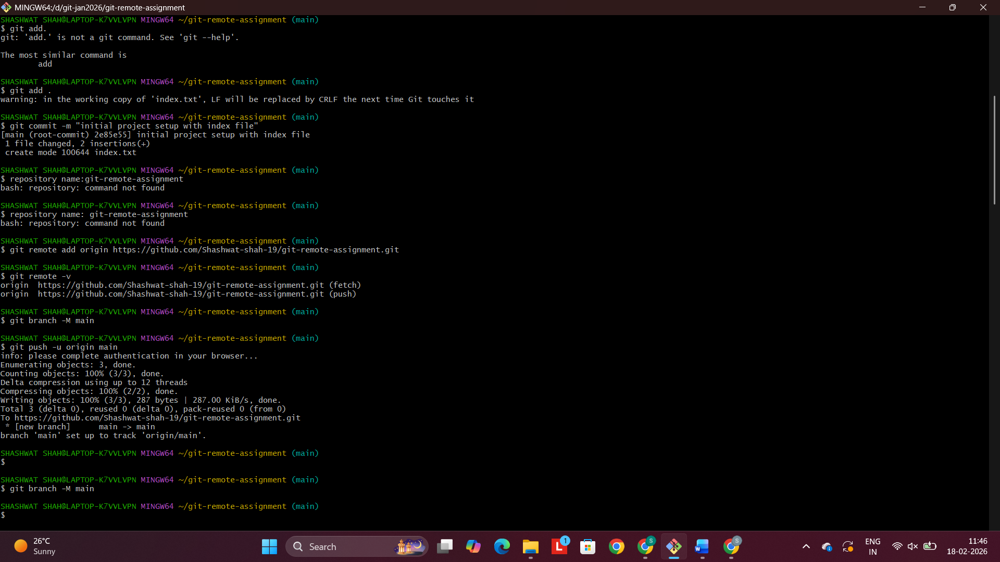 MINGW64:/d/git-jan2026/git-remote-assignment
SHASHWAT SHAH@LAPTOP-K7VVLVPN MINGW64 ~/git-remote-assignment (main)
$ git add.
git: 'add.' is not a git command. See 'git --help'.
The most similar command is
add
SHASHWAT SHAH@LAPTOP-K7VVLVPN MINGW64 ~/git-remote-assignment (main)
$ git add .
warning: in the working copy of 'index.txt', LF will be replaced by CRLF the next time Git touches it
SHASHWAT SHAH@LAPTOP-K7VVLVPN MINGW64 ~/git-remote-assignment (main)
$ git commit -m "initial project setup with index file"
[main (root-commit) 2e85e55] initial project setup with index file
1 file changed, 2 insertions(+)
create mode 100644 index.txt
SHASHWAT SHAH@LAPTOP-K7VVLVPN MINGW64 ~/git-remote-assignment (main)
$ repository name:git-remote-assignment
bash: repository: command not found
SHASHWAT SHAH@LAPTOP-K7VVLVPN MINGW64 ~/git-remote-assignment (main)
$ repository name: git-remote-assignment
bash: repository: command not found
SHASHWAT SHAH@LAPTOP-K7VVLVPN MINGW64 ~/git-remote-assignment (main)
$ git remote add origin https://github.com/Shashwat-shah-19/git-remote-assignment.git
SHASHWAT SHAH@LAPTOP-K7VVLVPN MINGW64 ~/git-remote-assignment (main)
$ git remote -v
origin  https://github.com/Shashwat-shah-19/git-remote-assignment.git (fetch)
origin  https://github.com/Shashwat-shah-19/git-remote-assignment.git (push)
SHASHWAT SHAH@LAPTOP-K7VVLVPN MINGW64 ~/git-remote-assignment (main)
$ git branch -M main
SHASHWAT SHAH@LAPTOP-K7VVLVPN MINGW64 ~/git-remote-assignment (main)
$ git push -u origin main
info: please complete authentication in your browser...
Enumerating objects: 3, done.
Counting objects: 100% (3/3), done.
Delta compression using up to 12 threads
Compressing objects: 100% (2/2), done.
Writing objects: 100% (3/3), 287 bytes | 287.00 KiB/s, done.
Total 3 (delta 0), reused 0 (delta 0), pack-reused 0 (from 0)
To https://github.com/Shashwat-shah-19/git-remote-assignment.git
* [new branch]      main -> main
branch 'main' set up to track 'origin/main'.
SHASHWAT SHAH@LAPTOP-K7VVLVPN MINGW64 ~/git-remote-assignment (main)
$
SHASHWAT SHAH@LAPTOP-K7VVLVPN MINGW64 ~/git-remote-assignment (main)
$ git branch -M main
SHASHWAT SHAH@LAPTOP-K7VVLVPN MINGW64 ~/git-remote-assignment (main)
$
26°C
Sunny
Search
L
1
S
W
S
ENG
IN
11:46
18-02-2026